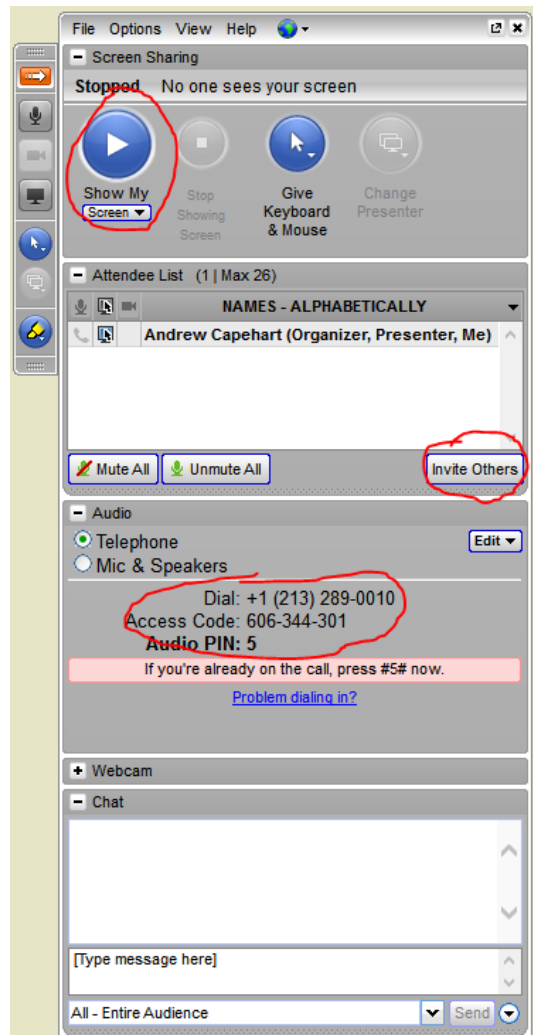 File Options View Help
Screen Sharing
Stopped No one sees your screen
Show My
Screen
Stop
Showing
Screen
Give
Keyboard
& Mouse
Change
Presenter
Attendee List (1 | Max 26)
NAMES - ALPHABETICALLY
Andrew Capehart (Organizer, Presenter, Me)
Mute All Unmute All Invite Others
Audio
Telephone Edit
Mic & Speakers
Dial: +1 (213) 289-0010
Access Code: 606-344-301
Audio PIN: 5
If you're already on the call, press #5# now.
Problem dialing in?
Webcam
Chat
[Type message here]
All - Entire Audience Send